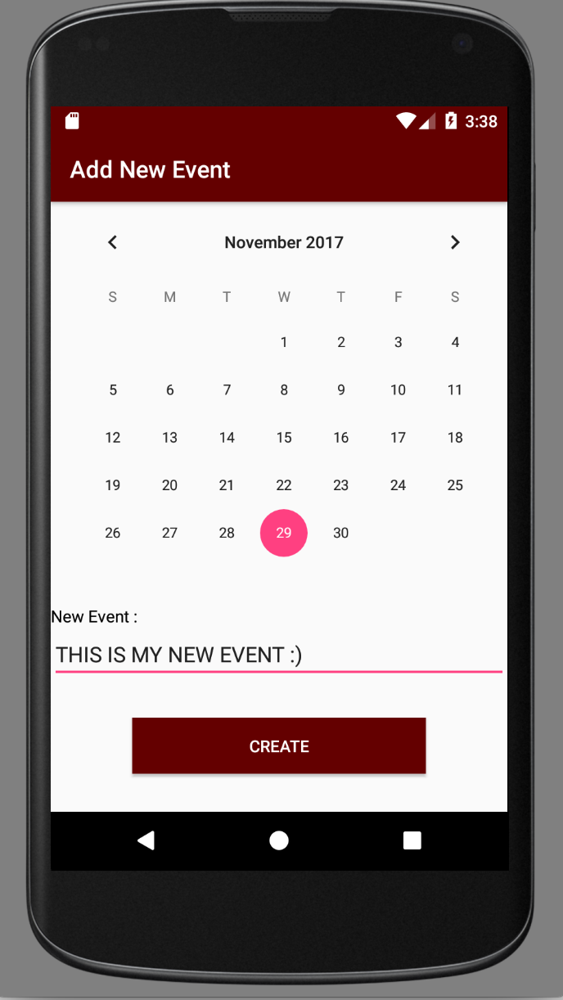 3:38
Add New Event
November 2017
S M T W T F S
1 2 3 4
5 6 7 8 9 10 11
12 13 14 15 16 17 18
19 20 21 22 23 24 25
26 27 28 29 30
New Event :
THIS IS MY NEW EVENT :)
CREATE